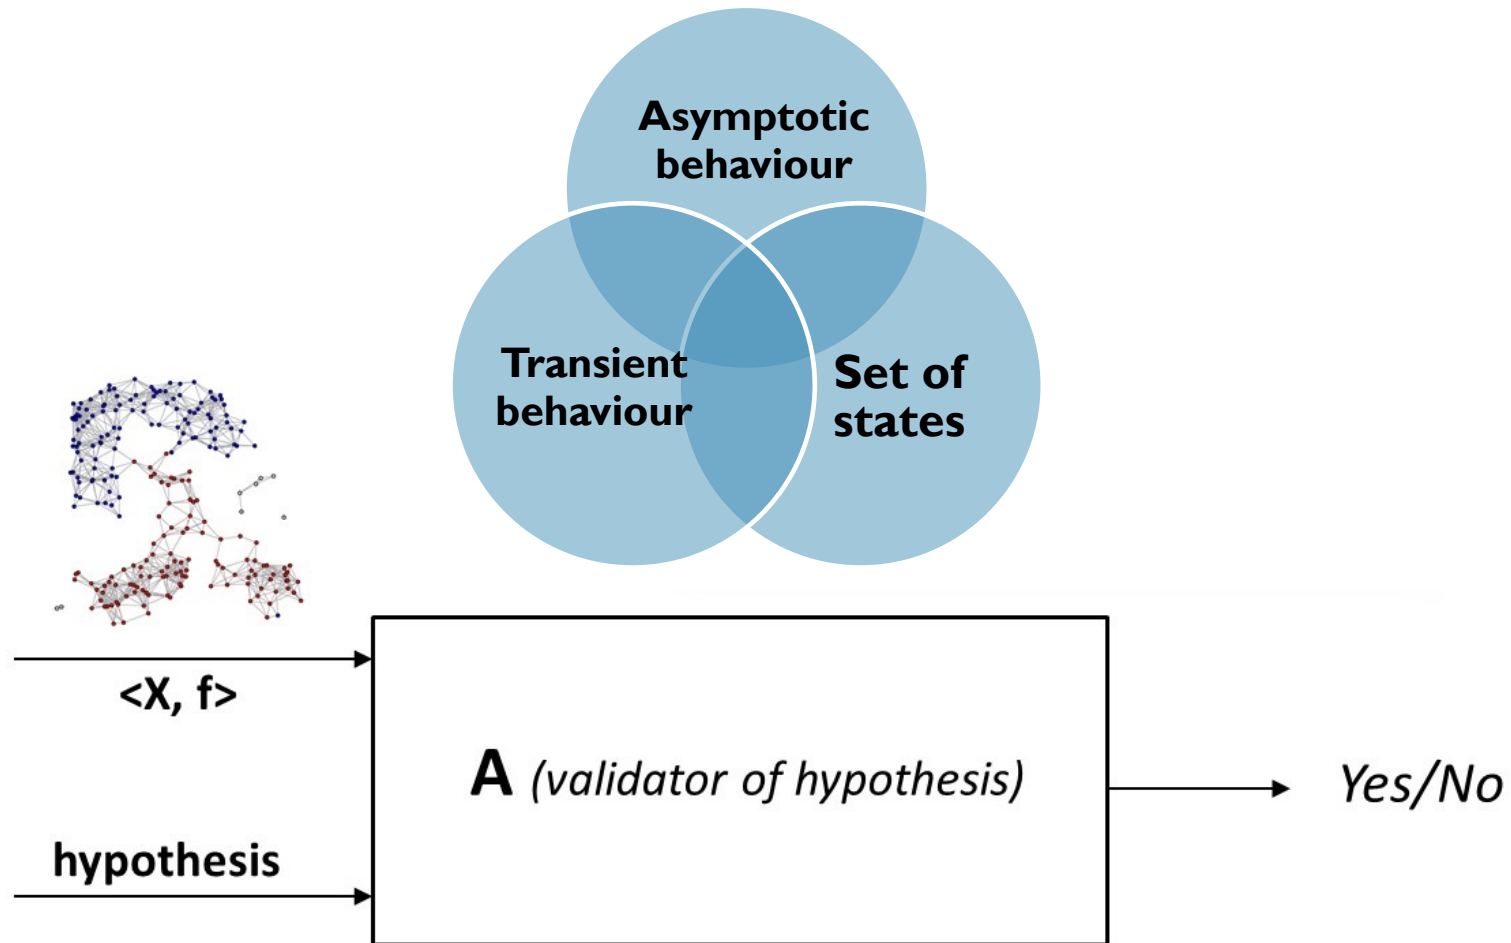 Asymptotic
behaviour
Transient
behaviour
Set of
states
<X, f>
A (validator of hypothesis)
Yes/No
hypothesis